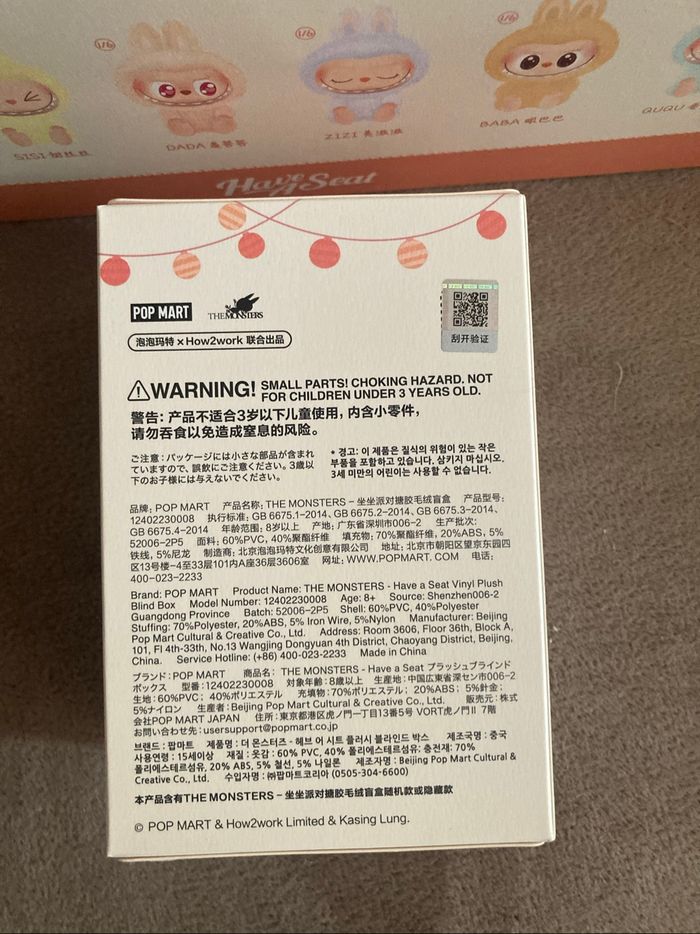 1/6
1/6
1/6
SISI
DADA
ZIZI
BABA
QUQU
Have A Seat
POP MART
THE MONSTERS
泡泡玛特 × How2work 联合出品
刮开验证
WARNING! SMALL PARTS! CHOKING HAZARD. NOT
FOR CHILDREN UNDER 3 YEARS OLD.
警告: 产品不适合3岁以下儿童使用, 内含小零件,
请勿吞食以免造成窒息的风险。
ご注意: パッケージには小さな部品が含まれ
ていますので、誤飲にご注意ください。3歳以
下のお子様には与えないでください。
* 경고: 이 제품은 질식의 위험이 있는 작은
부품을 포함하고 있습니다. 삼키지 마십시오.
3세 미만의 어린이는 사용할 수 없습니다.
品牌: POP MART 产品名称: THE MONSTERS – 坐坐派对搪胶毛绒盲盒 产品型号:
12402230008 执行标准: GB 6675.1-2014、GB 6675.2-2014、GB 6675.3-2014、
GB 6675.4-2014 年龄范围: 8岁以上 产地: 广东省深圳市006-2 生产批次:
52006-2P5 面料: 60%PVC, 40%聚酯纤维 填充物: 70%聚酯纤维, 20%ABS, 5%
铁线, 5%尼龙 制造商: 北京泡泡玛特文化创意有限公司 地址: 北京市朝阳区望京东园四
区13号楼-4至33层101内A座36层3606室 网址: WWW.POPMART.COM 电话:
400-023-2233
Brand: POP MART Product Name: THE MONSTERS - Have a Seat Vinyl Plush
Blind Box Model Number: 12402230008 Age: 8+ Source: Shenzhen006-2
Guangdong Province Batch: 52006-2P5 Shell: 60%PVC, 40%Polyester
Stuffing: 70%Polyester, 20%ABS, 5% Iron Wire, 5%Nylon Manufacturer: Beijing
Pop Mart Cultural & Creative Co., Ltd. Address: Room 3606, Floor 36th, Block A,
101, Fl 4th-33th, No.13 Wangjing Dongyuan 4th District, Chaoyang District, Beijing,
China. Service Hotline: (+86) 400-023-2233 Made in China
ブランド: POP MART 商品名: THE MONSTERS - Have a Seat プラッシュブラインド
ボックス 型番: 12402230008 対象年齢: 8歳以上 生産地: 中国広東省深セン市006-2
生地: 60%PVC; 40%ポリエステル 充填物: 70%ポリエステル; 20%ABS; 5%針金;
5%ナイロン 生産者: Beijing Pop Mart Cultural & Creative Co., Ltd. 販売元: 株式
会社POP MART JAPAN 住所: 東京都港区虎ノ門一丁目13番5号 VORT虎ノ門II 7階
お問い合わせ先: usersupport@popmart.co.jp
브랜드 : 팝마트 제품명 : 더 몬스터즈 - 헤브 어 시트 플러시 블라인드 박스 제조국명 : 중국
사용연령 : 15세이상 재질 : 옷감 : 60% PVC, 40% 폴리에스테르섬유; 충전재: 70%
폴리에스테르섬유, 20% ABS, 5% 철선, 5% 나일론 제조자명 : Beijing Pop Mart Cultural &
Creative Co., Ltd. 수입자명 : ㈜팝마트코리아 (0505-304-6600)
本产品含有THE MONSTERS – 坐坐派对搪胶毛绒盲盒随机款或隐藏款
© POP MART & How2work Limited & Kasing Lung.